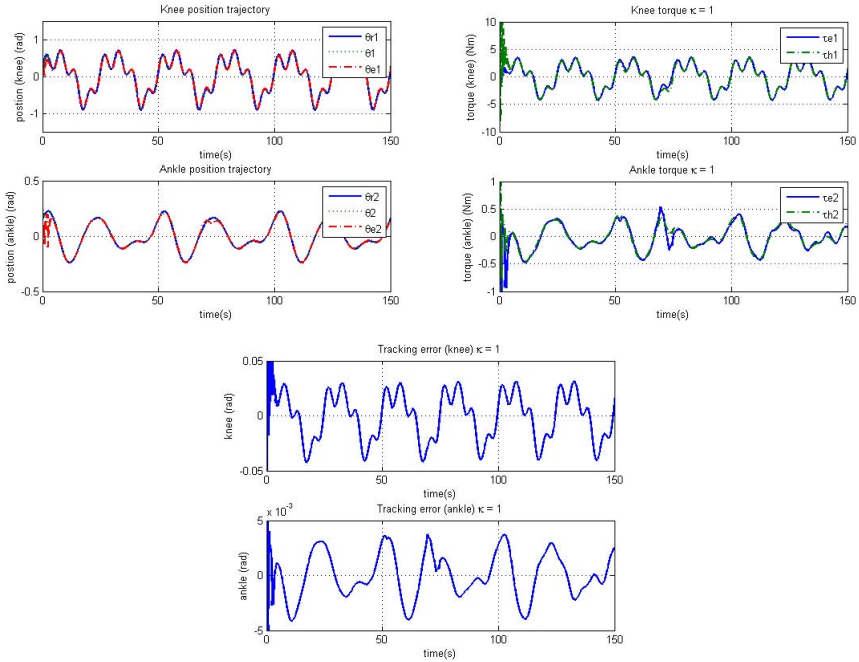 Knee position trajectory
postion (knee) (rad)
1
0
-1
0
50
100
150
time(s)
θr1
θ1
θe1
Knee torque κ = 1
torque (knee) (Nm)
10
5
0
-5
-10
0
50
100
150
time(s)
τe1
τh1
Ankle position trajectory
position (ankle) (rad)
0.5
0
-0.5
0
50
100
150
time(s)
θr2
θ2
θe2
Ankle torque κ = 1
torque (ankle) (Nm)
1
0.5
0
-0.5
-1
0
50
100
150
time(s)
τe2
τh2
Tracking error (knee) κ = 1
knee (rad)
0.05
0
-0.05
0
50
100
150
time(s)
Tracking error (ankle) κ = 1
x 10⁻³
ankle (rad)
5
0
-5
0
50
100
150
time(s)